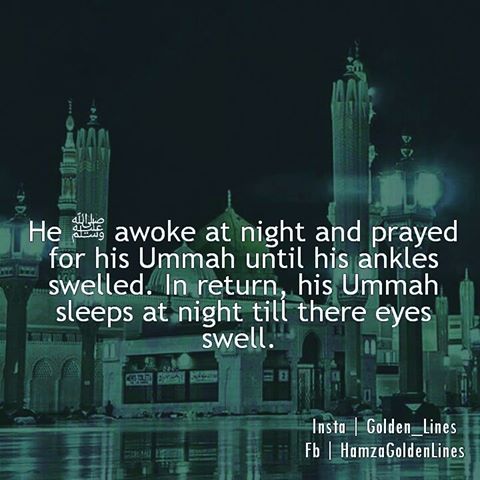 He ﷺ awoke at night and prayed
for his Ummah until his ankles
swelled. In return, his Ummah
sleeps at night till there eyes
swell.
Insta | Golden_Lines
Fb | HamzaGoldenLines